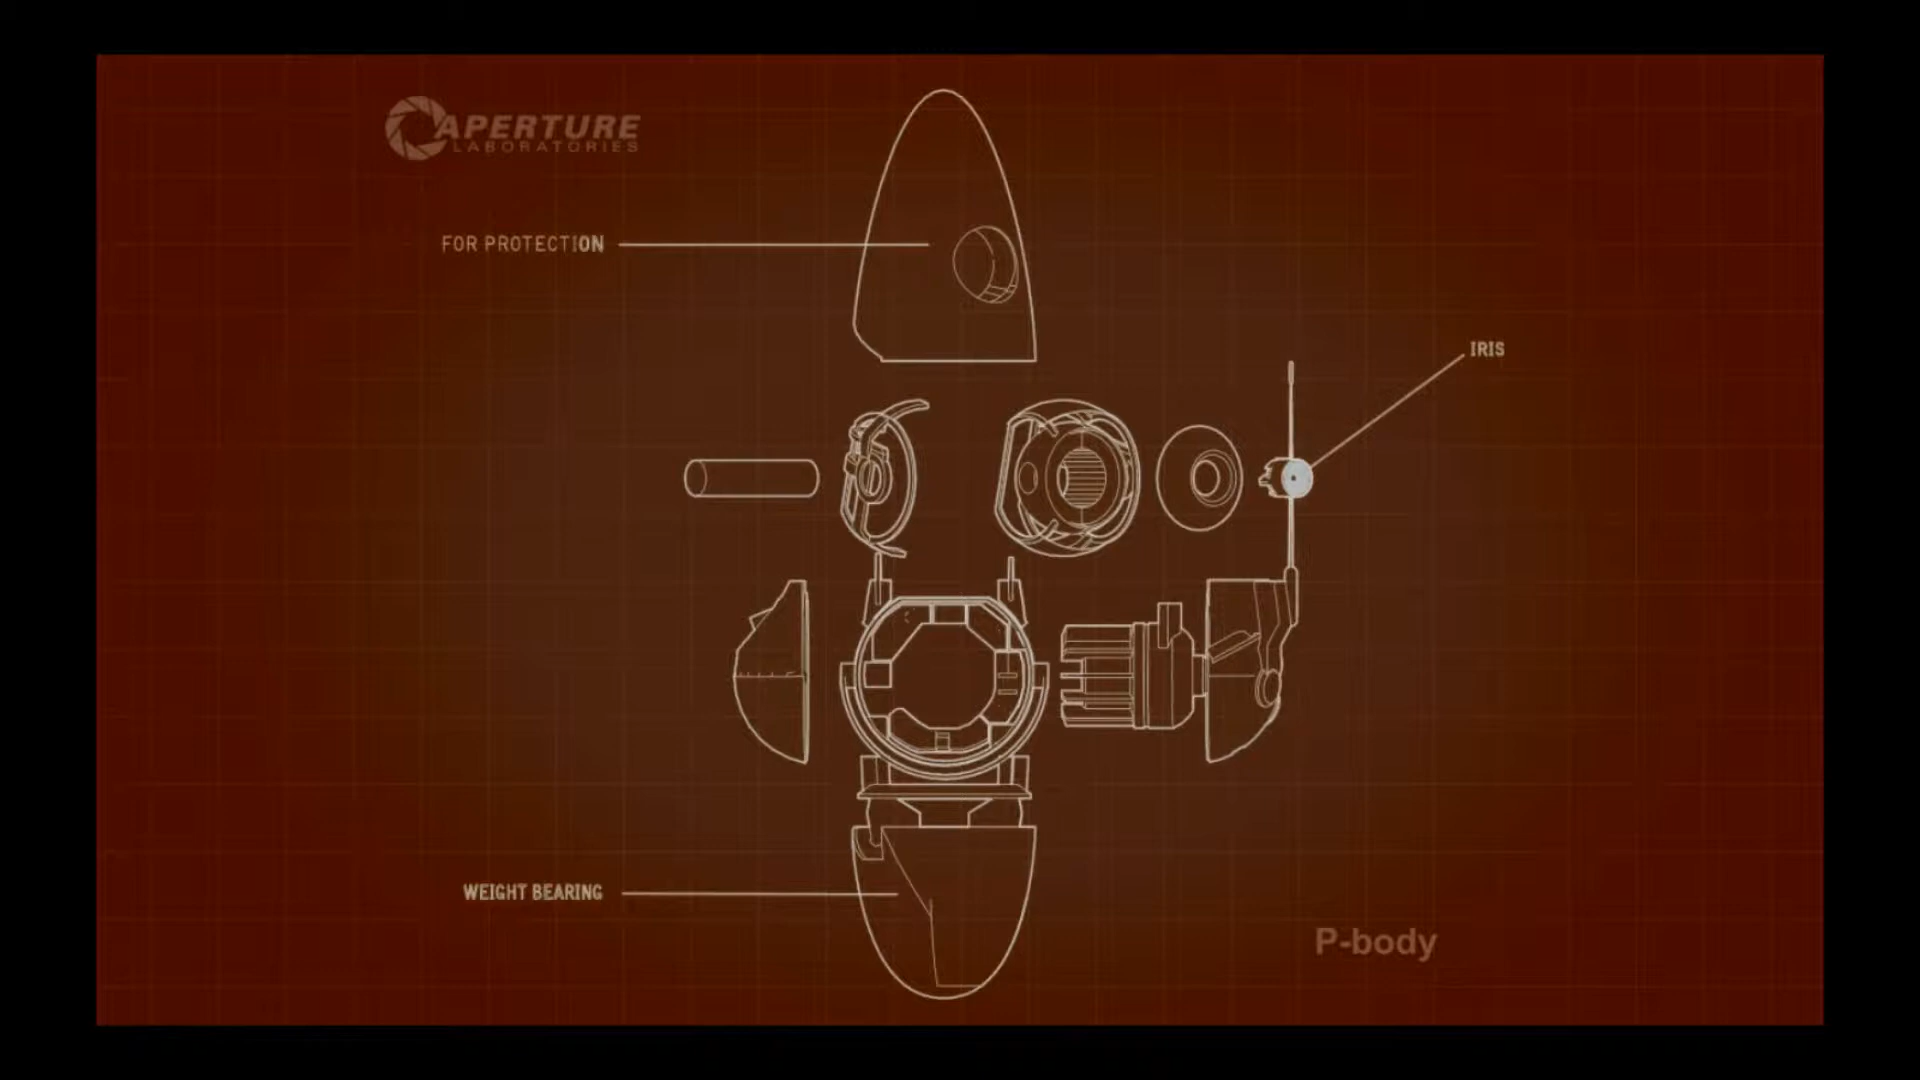 APERTURE
LABORATORIES
FOR PROTECTION
IRIS
WEIGHT BEARING
P-body